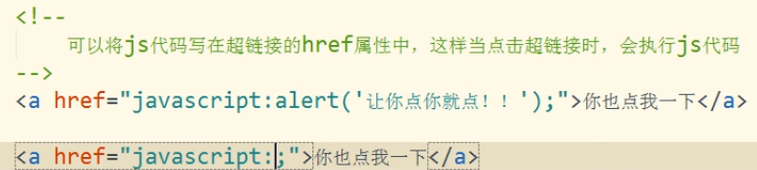 <!--
可以将js代码写在超链接的href属性中，这样当点击超链接时，会执行js代码
-->
<a href="javascript:alert('让你点你就点！！');">你也点我一下</a>
<a href="javascript:;">你也点我一下</a>